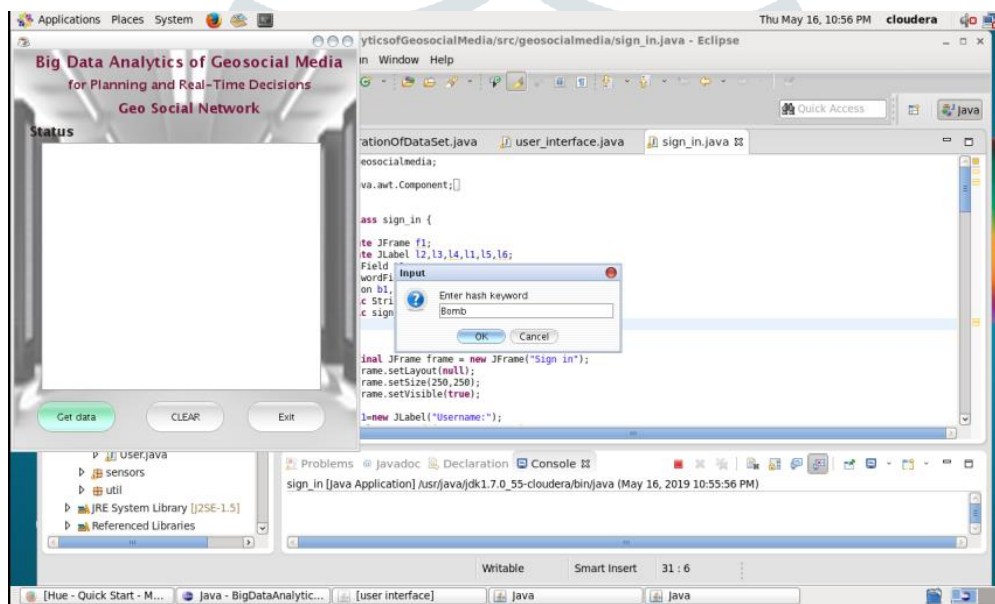 Applications Places System
Thu May 16, 10:56 PM cloudera
yticsofGeosocialMedia/src/geosocialmedia/sign_in.java - Eclipse
Window Help
Big Data Analytics of Geosocial Media
for Planning and Real-Time Decisions
Geo Social Network
Status
Quick Access
Java
rationOfDataSet.java
user_interface.java
sign_in.java
eosocialmedia;
va.awt.Component;
ass sign_in {
te JFrame f1;
te JLabel l2,l3,l4,l1,l5,l6;
Field
wordFi
on b1,
c Stri
c sign
Input
Enter hash keyword
Bomb
OK Cancel
inal JFrame frame = new JFrame("Sign in");
rame.setLayout(null);
rame.setSize(250,250);
rame.setVisible(true);
1=new JLabel("Username:");
Get data CLEAR Exit
User.java
sensors
util
JRE System Library [J2SE-1.5]
Referenced Libraries
Problems Javadoc Declaration Console
sign_in [Java Application] /usr/java/jdk1.7.0_55-cloudera/bin/java (May 16, 2019 10:55:56 PM)
Writable Smart Insert 31 : 6
[Hue - Quick Start - M... Java - BigDataAnalytic... [user interface] Java Java